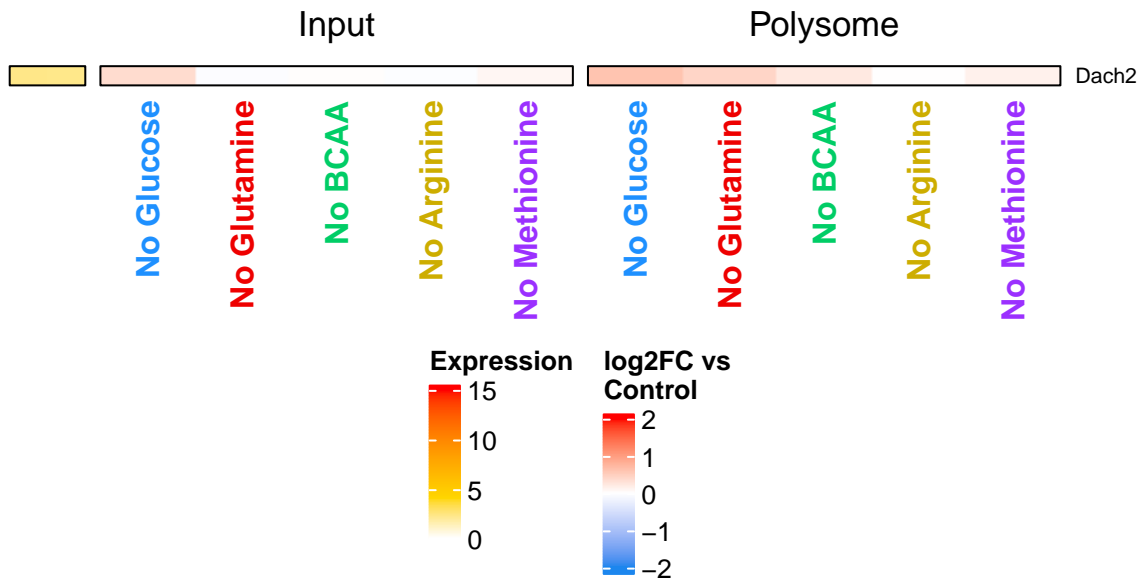 Input
Polysome
Dach2
No Glucose
No Glutamine
No BCAA
No Arginine
No Methionine
No Glucose
No Glutamine
No BCAA
No Arginine
No Methionine
Expression
15
10
5
0
log2FC vs
Control
2
1
0
−1
−2